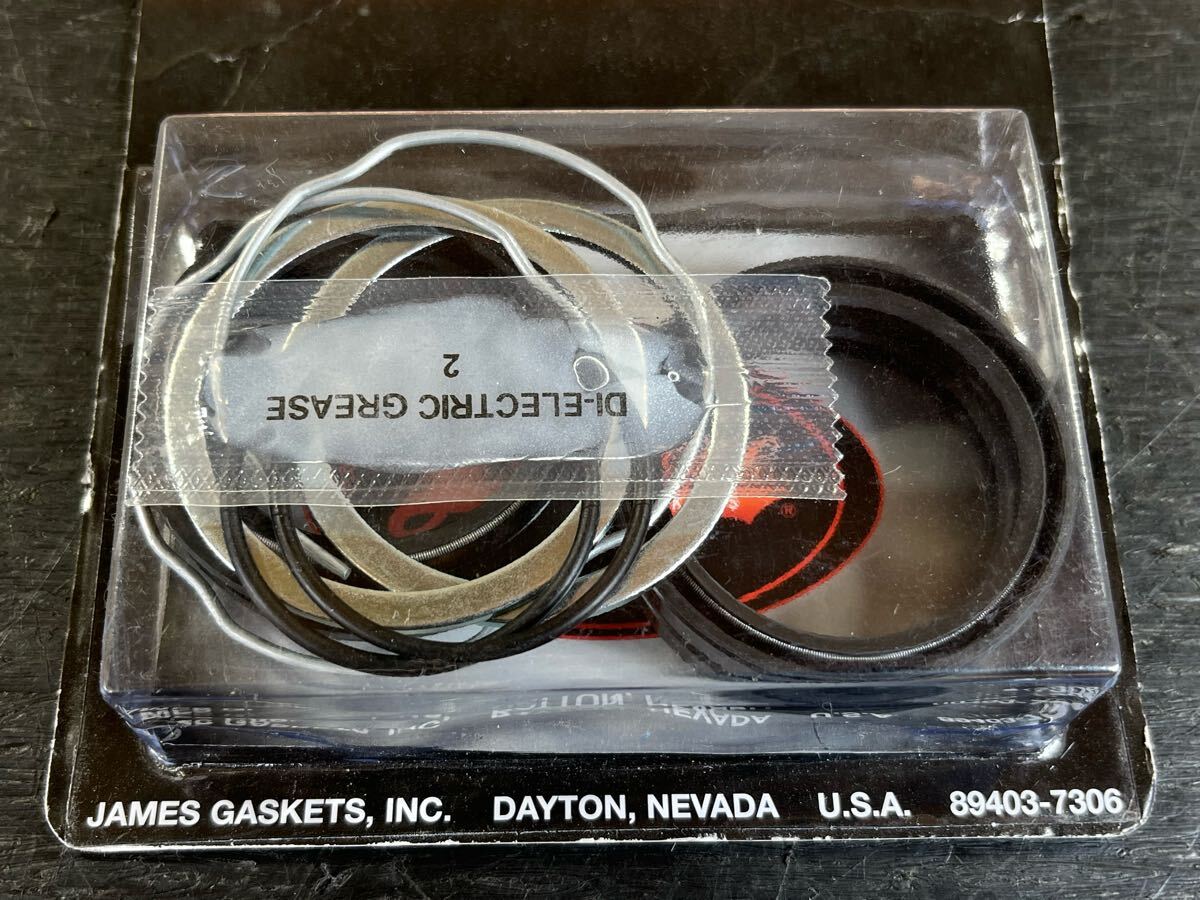 DI-ELECTRIC GREASE
2
®
JAMES GASKETS, INC. DAYTON, NEVADA U.S.A. 89403-7306